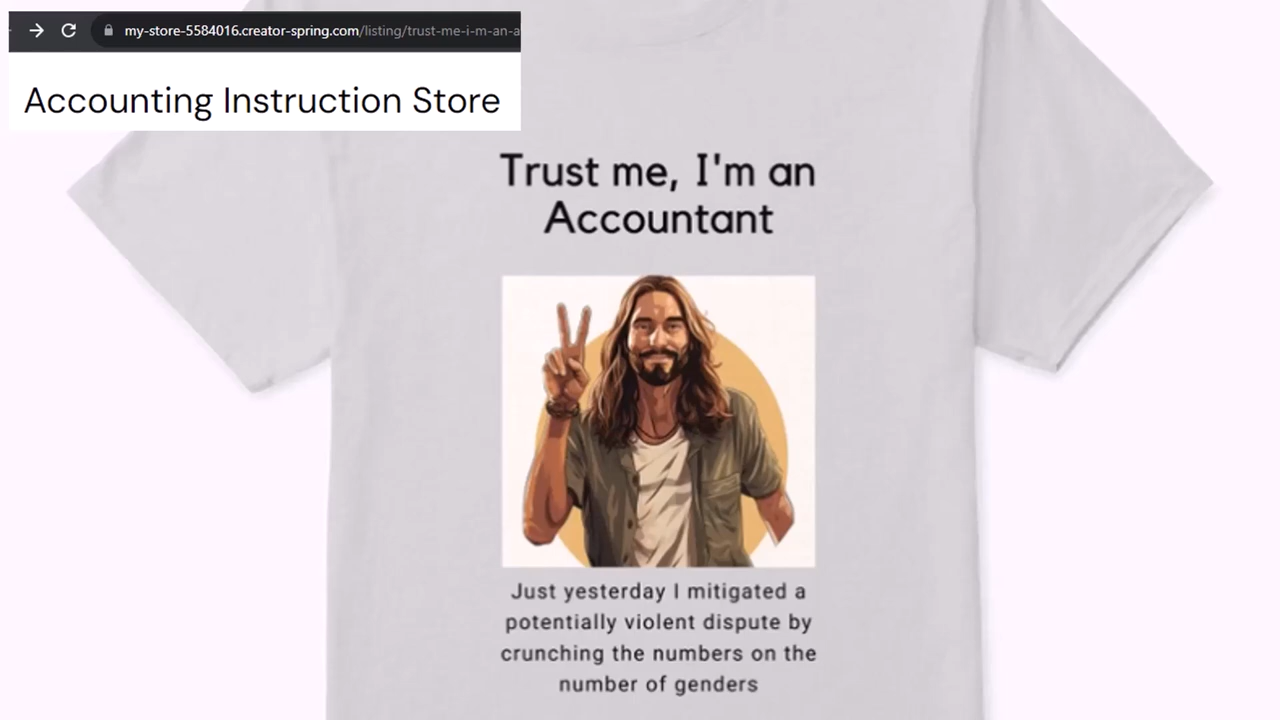 my-store-5584016.creator-spring.com/listing/trust-me-i-m-an-a
Accounting Instruction Store
Trust me, I'm an
Accountant
Just yesterday I mitigated a
potentially violent dispute by
crunching the numbers on the
number of genders